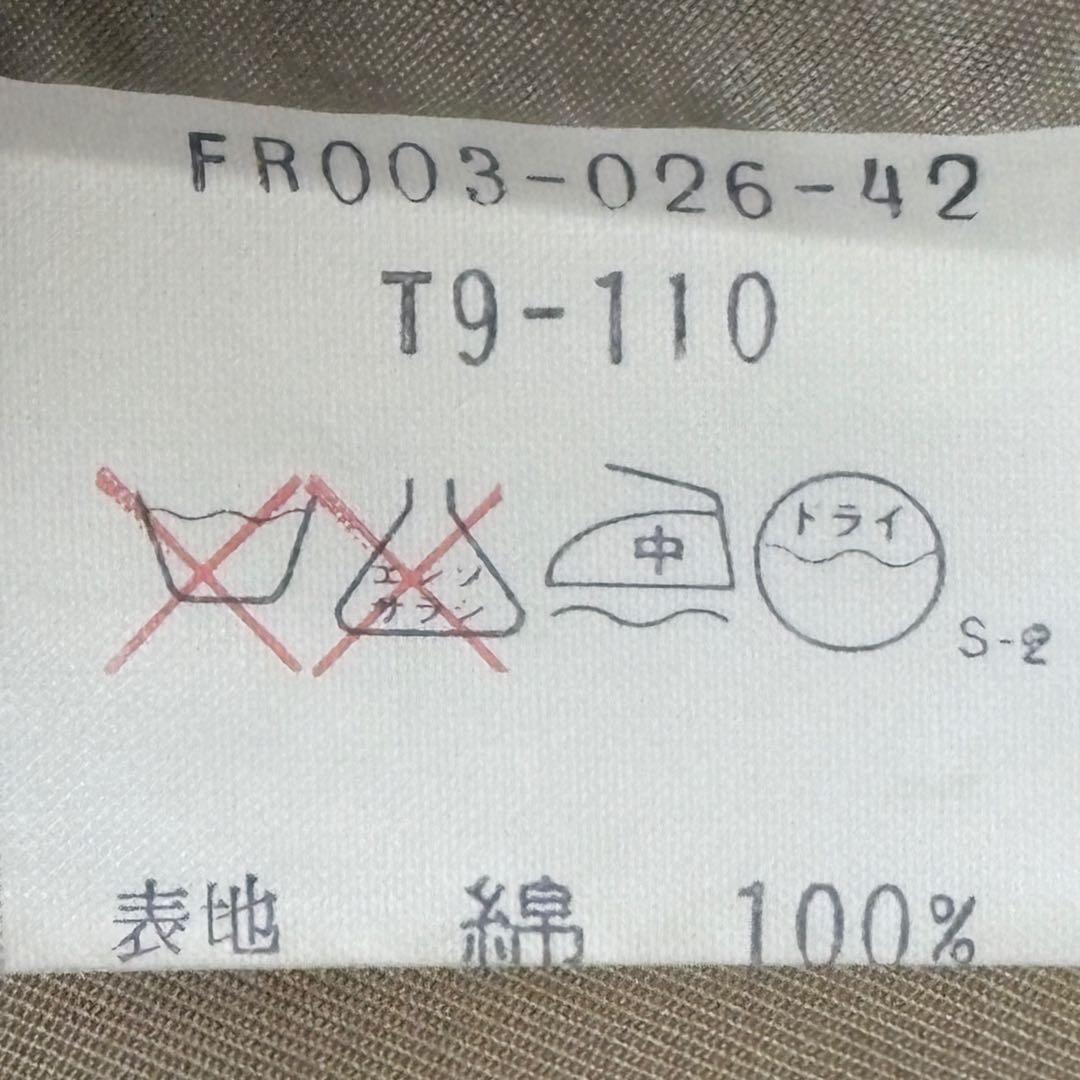 FR003-026-42
T9-110
エンソ
サラシ
中
ドライ
S-2
表地 綿 100%